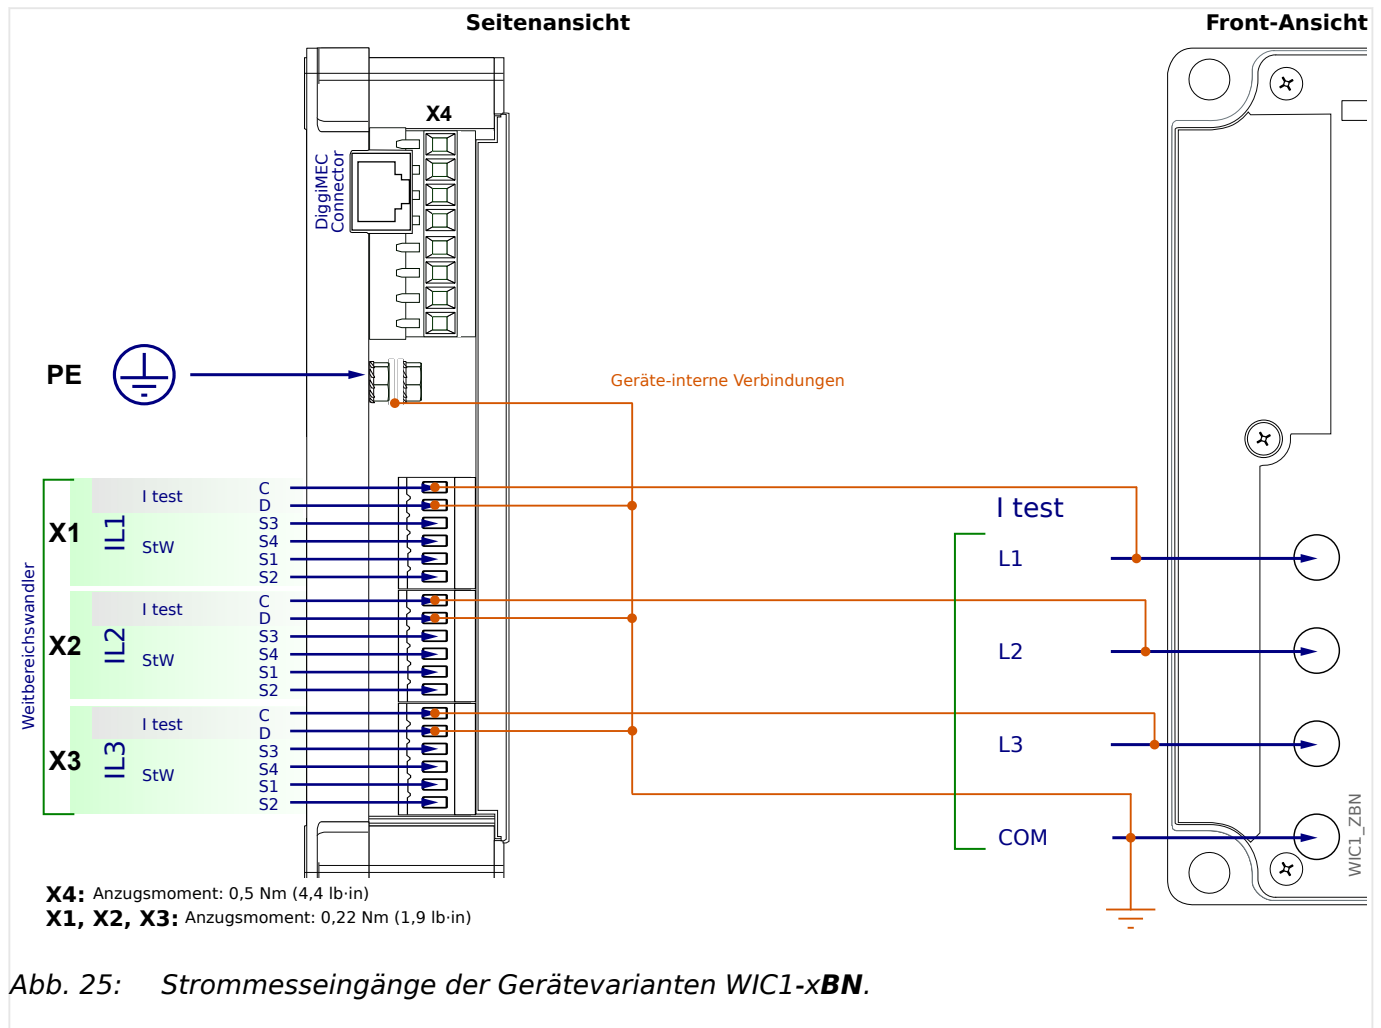 Seitenansicht
Front-Ansicht
X4
DiggiMEC
Connector
PE
Geräte-interne Verbindungen
Weitbereichswandler
X1
IL1
I test
StW
C
D
S3
S4
S1
S2
X2
IL2
I test
StW
C
D
S3
S4
S1
S2
X3
IL3
I test
StW
C
D
S3
S4
S1
S2
I test
L1
L2
L3
COM
WIC1_ZBN
X4: Anzugsmoment: 0,5 Nm (4,4 lb·in)
X1, X2, X3: Anzugsmoment: 0,22 Nm (1,9 lb·in)
Abb. 25: Strommesseingänge der Gerätevarianten WIC1-xBN.